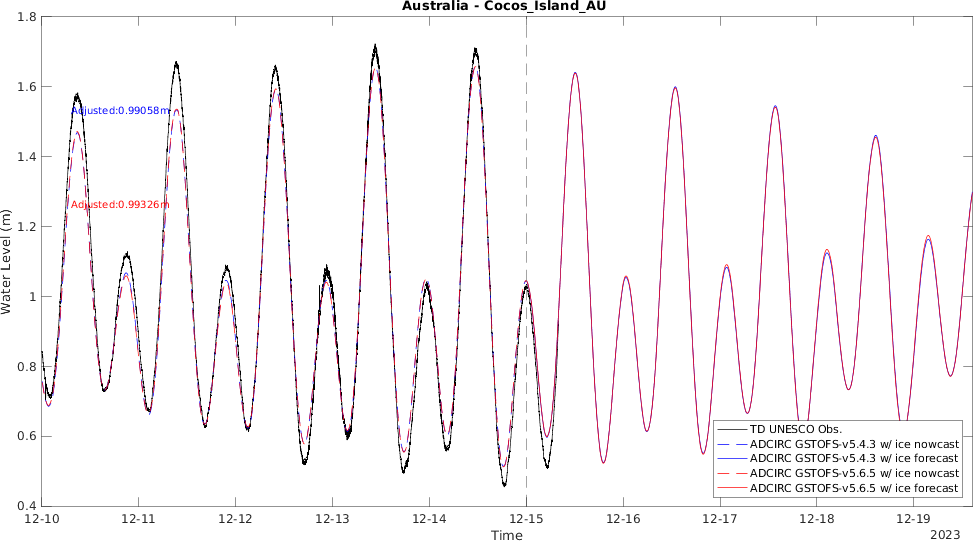 Australia - Cocos_Island_AU
1.8
1.6
1.4
1.2
1
0.8
0.6
0.4
Water Level (m)
Adjusted:0.99058m
Adjusted:0.99326m
TD UNESCO Obs.
ADCIRC GSTOFS-v5.4.3 w/ ice nowcast
ADCIRC GSTOFS-v5.4.3 w/ ice forecast
ADCIRC GSTOFS-v5.6.5 w/ ice nowcast
ADCIRC GSTOFS-v5.6.5 w/ ice forecast
12-10 12-11 12-12 12-13 12-14 12-15 12-16 12-17 12-18 12-19
Time
2023